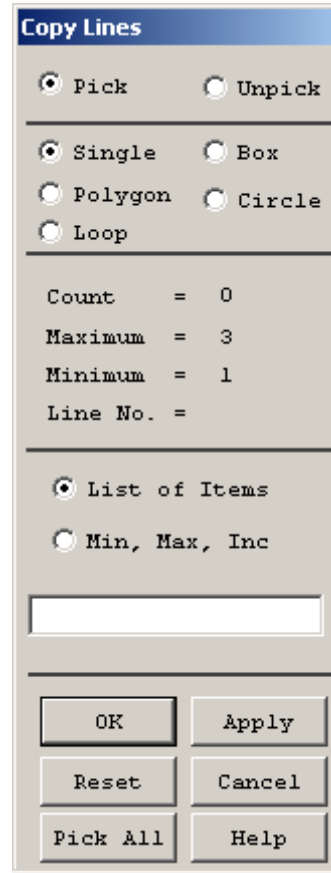 Copy Lines
Pick Unpick
Single Box
Polygon Circle
Loop
Count = 0
Maximum = 3
Minimum = 1
Line No. =
List of Items
Min, Max, Inc
OK Apply
Reset Cancel
Pick All Help